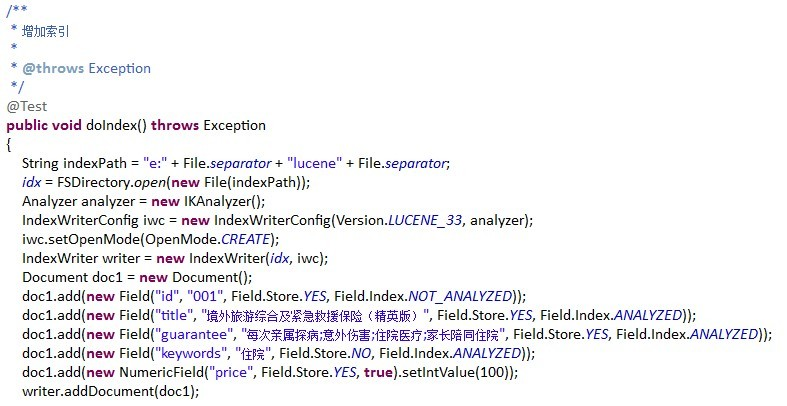 /**
 * 增加索引
 *
 * @throws Exception
 */
@Test
public void doIndex() throws Exception
{
    String indexPath = "e:" + File.separator + "lucene" + File.separator;
    idx = FSDirectory.open(new File(indexPath));
    Analyzer analyzer = new IKAnalyzer();
    IndexWriterConfig iwc = new IndexWriterConfig(Version.LUCENE_33, analyzer);
    iwc.setOpenMode(OpenMode.CREATE);
    IndexWriter writer = new IndexWriter(idx, iwc);
    Document doc1 = new Document();
    doc1.add(new Field("id", "001", Field.Store.YES, Field.Index.NOT_ANALYZED));
    doc1.add(new Field("title", "境外旅游综合及紧急救援保险（精英版）", Field.Store.YES, Field.Index.ANALYZED));
    doc1.add(new Field("guarantee", "每次亲属探病;意外伤害;住院医疗;家长陪同住院", Field.Store.YES, Field.Index.ANALYZED));
    doc1.add(new Field("keywords", "住院", Field.Store.NO, Field.Index.ANALYZED));
    doc1.add(new NumericField("price", Field.Store.YES, true).setIntValue(100));
    writer.addDocument(doc1);